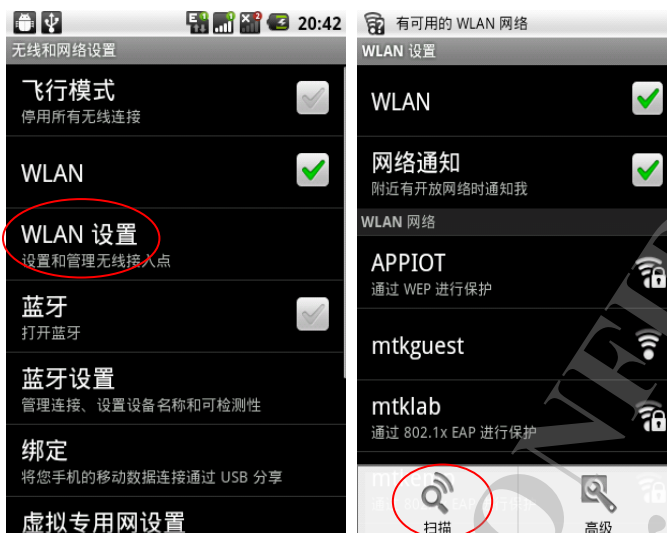 20:42
无线和网络设置
飞行模式
停用所有无线连接
WLAN
WLAN 设置
设置和管理无线接入点
蓝牙
打开蓝牙
蓝牙设置
管理连接、设置设备名称和可检测性
绑定
将您手机的移动数据连接通过 USB 分享
虚拟专用网设置
有可用的 WLAN 网络
WLAN 设置
WLAN
网络通知
附近有开放网络时通知我
WLAN 网络
APPIOT
通过 WEP 进行保护
mtkguest
mtklab
通过 802.1x EAP 进行保护
扫描
高级